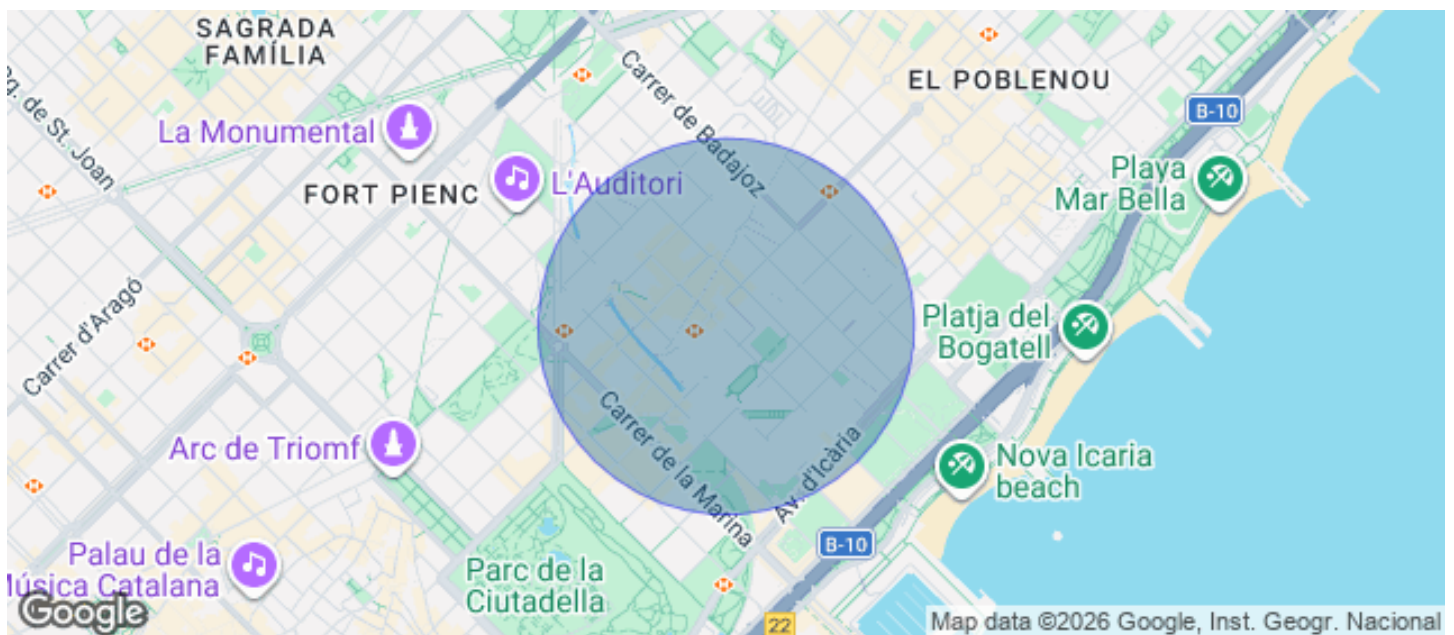 SAGRADA
FAMÍLIA
Carrer de Badajoz
EL POBLENOU
B-10
Pg. de St. Joan
La Monumental
L'Auditori
FORT PIENC
Playa
Mar Bella
Carrer d'Aragó
Platja del
Bogatell
Arc de Triomf
Carrer de la Marina
Av. d'Icària
Nova Icaria
beach
B-10
Palau de la
Música Catalana
Parc de la
Ciutadella
Google
22
Map data ©2026 Google, Inst. Geogr. Nacional